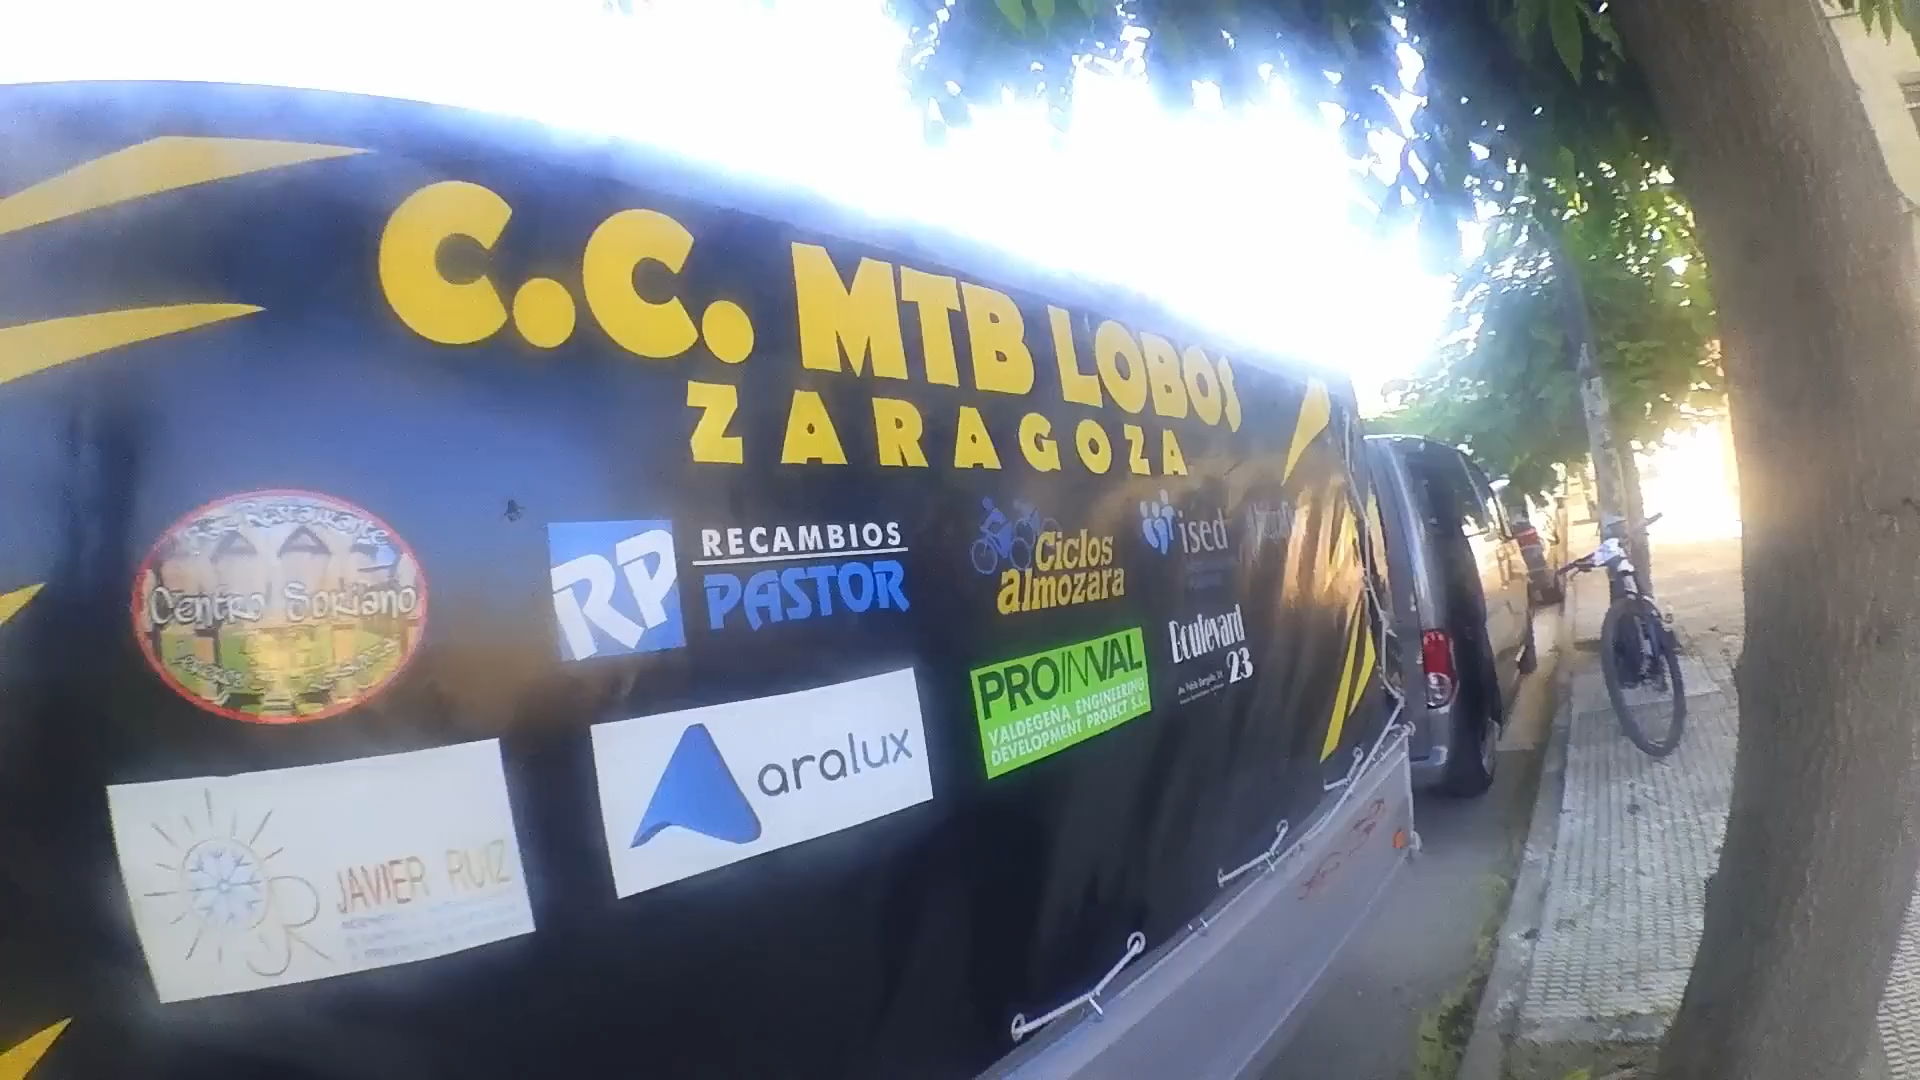 C.C. MTB LOBOS
ZARAGOZA
Restaurante
Centro Soriano
RP
RECAMBIOS
PASTOR
Ciclos
almozara
ised
JAVIER RUIZ
aralux
PROINVAL
VALDEGEÑA ENGINEERING
DEVELOPMENT PROJECT S.L.
Boulevard
23